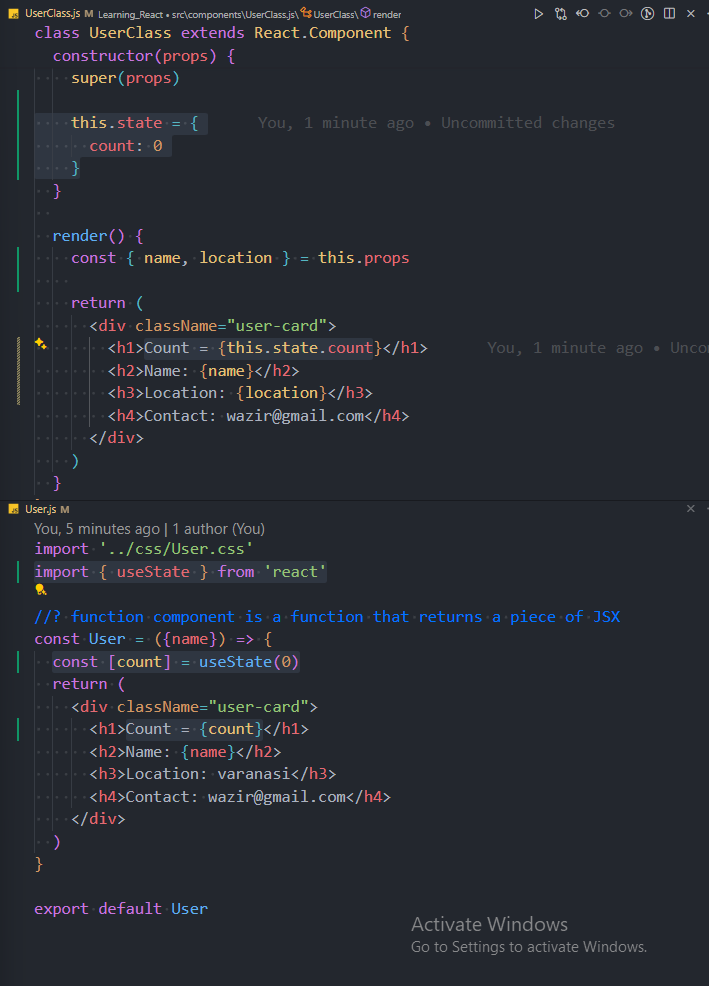 UserClass.js M Learning_React • src\components\UserClass.js\ UserClass\ render
class UserClass extends React.Component {
constructor(props) {
super(props)
this.state = { You, 1 minute ago • Uncommitted changes
count: 0
}
}
render() {
const { name, location } = this.props
return (
<div className="user-card">
<h1>Count = {this.state.count}</h1> You, 1 minute ago • Unco
<h2>Name: {name}</h2>
<h3>Location: {location}</h3>
<h4>Contact: wazir@gmail.com</h4>
</div>
)
}
User.js M
You, 5 minutes ago | 1 author (You)
import '../css/User.css'
import { useState } from 'react'
//? function component is a function that returns a piece of JSX
const User = ({name}) => {
const [count] = useState(0)
return (
<div className="user-card">
<h1>Count = {count}</h1>
<h2>Name: {name}</h2>
<h3>Location: varanasi</h3>
<h4>Contact: wazir@gmail.com</h4>
</div>
)
}
export default User
Activate Windows
Go to Settings to activate Windows.